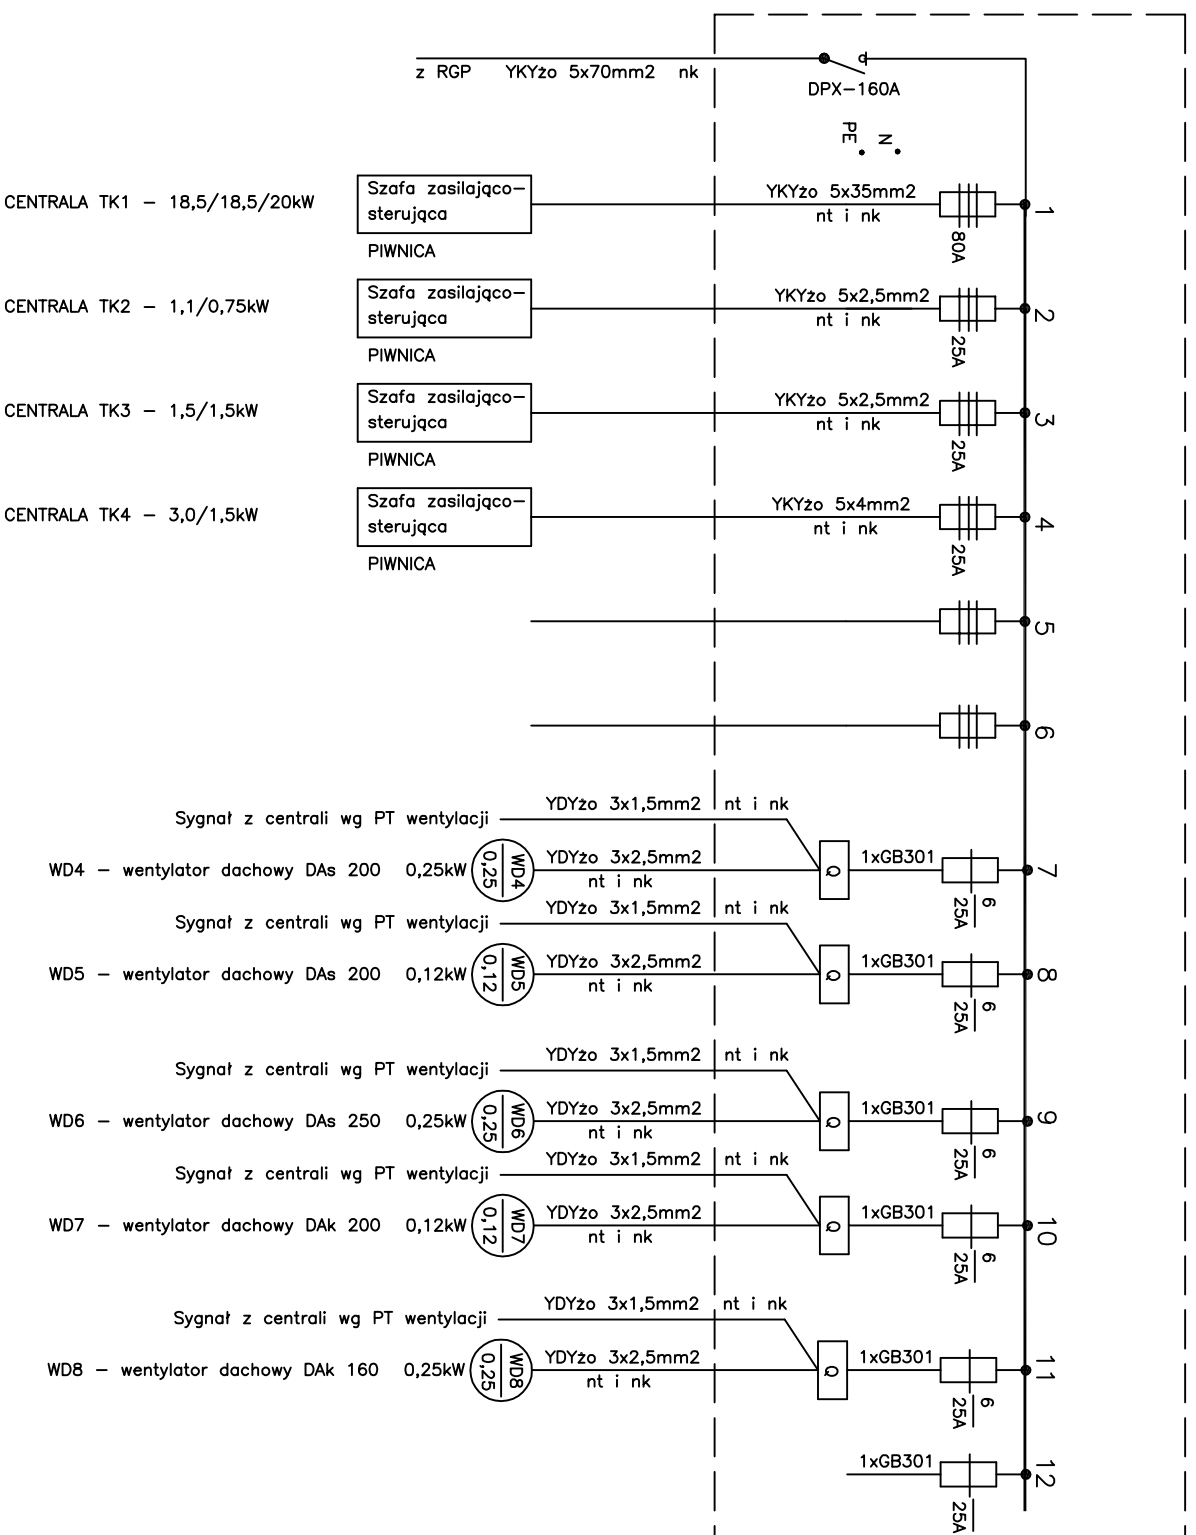 z RGP YKYżo 5x70mm2 nk
DPX-160A
PE
N
CENTRALA TK1 - 18,5/18,5/20kW
Szafa zasilająco-
sterująca
PIWNICA
YKYżo 5x35mm2
nt i nk
80A
1
CENTRALA TK2 - 1,1/0,75kW
Szafa zasilająco-
sterująca
PIWNICA
YKYżo 5x2,5mm2
nt i nk
25A
2
CENTRALA TK3 - 1,5/1,5kW
Szafa zasilająco-
sterująca
PIWNICA
YKYżo 5x2,5mm2
nt i nk
25A
3
CENTRALA TK4 - 3,0/1,5kW
Szafa zasilająco-
sterująca
PIWNICA
YKYżo 5x4mm2
nt i nk
25A
4
5
6
YDYżo 3x1,5mm2 nt i nk
Sygnał z centrali wg PT wentylacji
WD4 - wentylator dachowy DAs 200 0,25kW
WD4
0,25
YDYżo 3x2,5mm2
nt i nk
Q
1xGB301
6
25A
7
YDYżo 3x1,5mm2 nt i nk
Sygnał z centrali wg PT wentylacji
WD5 - wentylator dachowy DAs 200 0,12kW
WD5
0,12
YDYżo 3x2,5mm2
nt i nk
Q
1xGB301
6
25A
8
YDYżo 3x1,5mm2 nt i nk
Sygnał z centrali wg PT wentylacji
WD6 - wentylator dachowy DAs 250 0,25kW
WD6
0,25
YDYżo 3x2,5mm2
nt i nk
Q
1xGB301
6
25A
9
YDYżo 3x1,5mm2 nt i nk
Sygnał z centrali wg PT wentylacji
WD7 - wentylator dachowy DAk 200 0,12kW
WD7
0,12
YDYżo 3x2,5mm2
nt i nk
Q
1xGB301
6
25A
10
YDYżo 3x1,5mm2 nt i nk
Sygnał z centrali wg PT wentylacji
WD8 - wentylator dachowy DAk 160 0,25kW
WD8
0,25
YDYżo 3x2,5mm2
nt i nk
Q
1xGB301
6
25A
11
1xGB301
25A
12